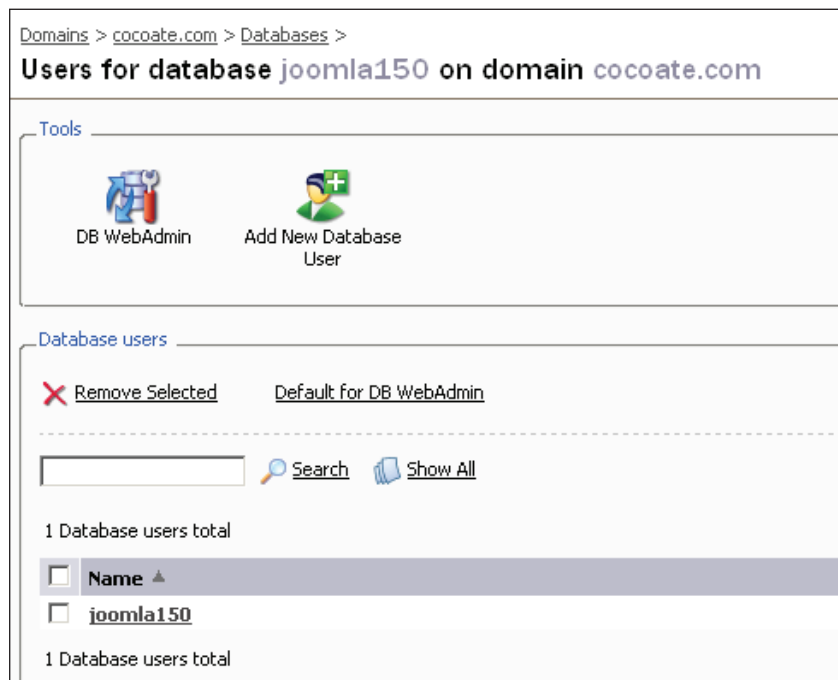 Domains > cocoate.com > Databases >
Users for database joomla150 on domain cocoate.com
Tools
DB WebAdmin
Add New Database
User
Database users
Remove Selected Default for DB WebAdmin
Search Show All
1 Database users total
Name
joomla150
1 Database users total